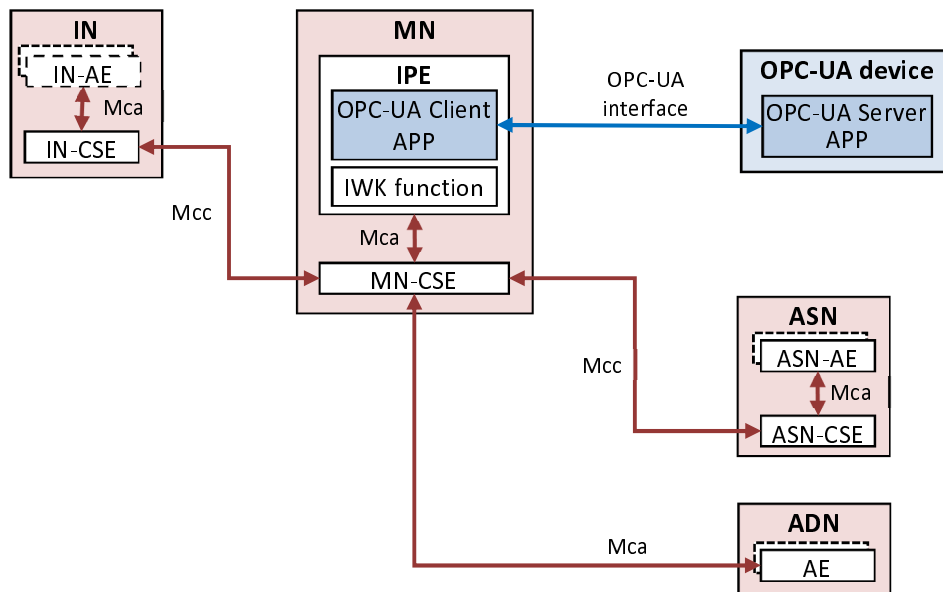 IN
IN-AE
Mca
IN-CSE
Mcc
MN
IPE
OPC-UA Client
APP
IWK function
Mca
MN-CSE
OPC-UA
interface
OPC-UA device
OPC-UA Server
APP
Mcc
ASN
ASN-AE
Mca
ASN-CSE
Mca
ADN
AE